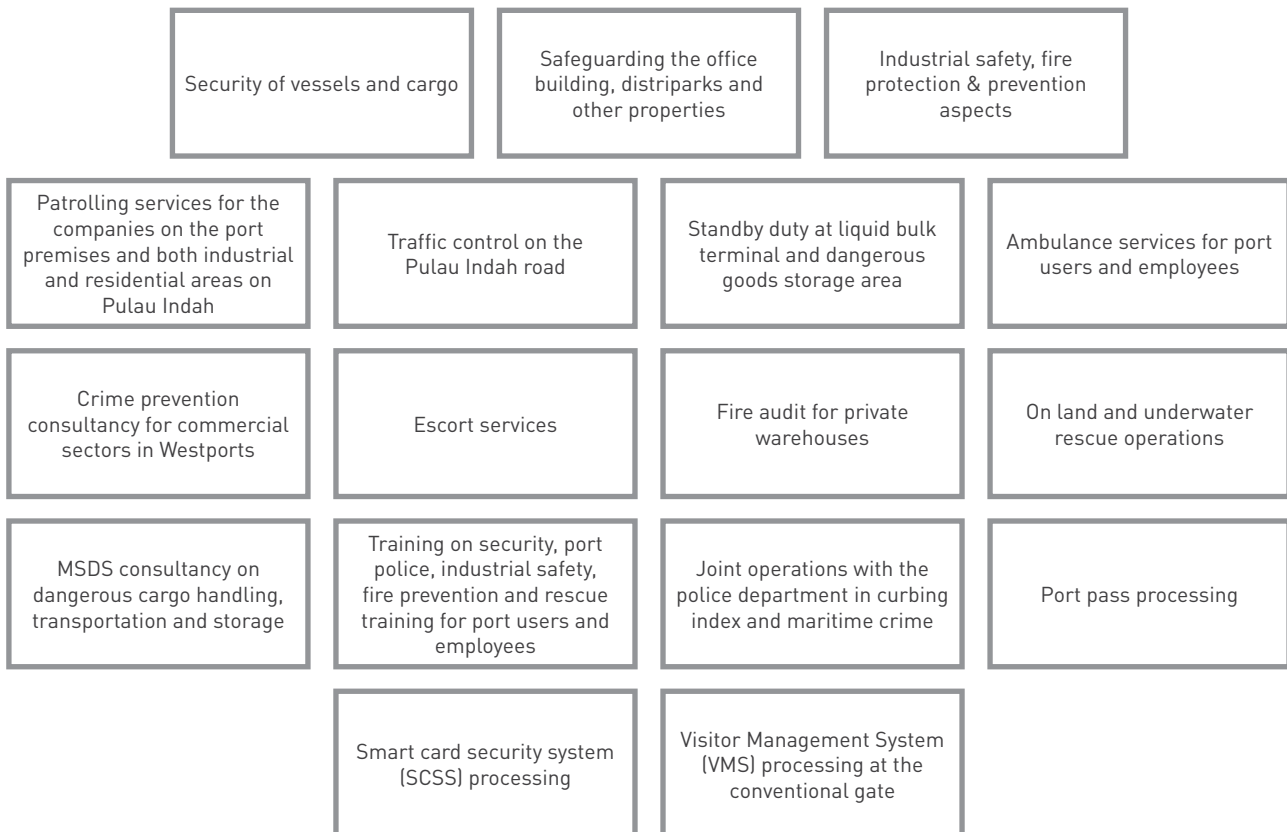 Security of vessels and cargo
Safeguarding the office
building, distriparks and
other properties
Industrial safety, fire
protection & prevention
aspects
Patrolling services for the
companies on the port
premises and both industrial
and residential areas on
Pulau Indah
Traffic control on the
Pulau Indah road
Standby duty at liquid bulk
terminal and dangerous
goods storage area
Ambulance services for port
users and employees
Crime prevention
consultancy for commercial
sectors in Westports
Escort services
Fire audit for private
warehouses
On land and underwater
rescue operations
MSDS consultancy on
dangerous cargo handling,
transportation and storage
Training on security, port
police, industrial safety,
fire prevention and rescue
training for port users and
employees
Joint operations with the
police department in curbing
index and maritime crime
Port pass processing
Smart card security system
(SCSS) processing
Visitor Management System
(VMS) processing at the
conventional gate